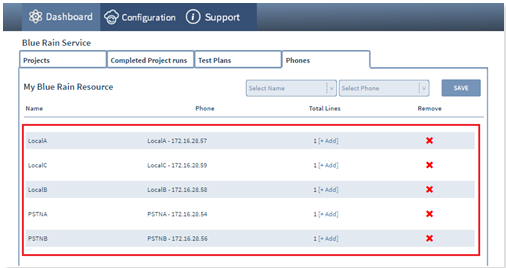 Dashboard Configuration Support
Blue Rain Service
Projects Completed Project runs Test Plans Phones
My Blue Rain Resource Select Name Select Phone SAVE
Name Phone Total Lines Remove
LocalA LocalA - 172.16.28.57 1 [+ Add]
LocalC LocalC - 172.16.28.59 1 [+ Add]
LocalB LocalB - 172.16.28.58 1 [+ Add]
PSTNA PSTNA - 172.16.28.54 1 [+ Add]
PSTNB PSTNB - 172.16.28.56 1 [+ Add]